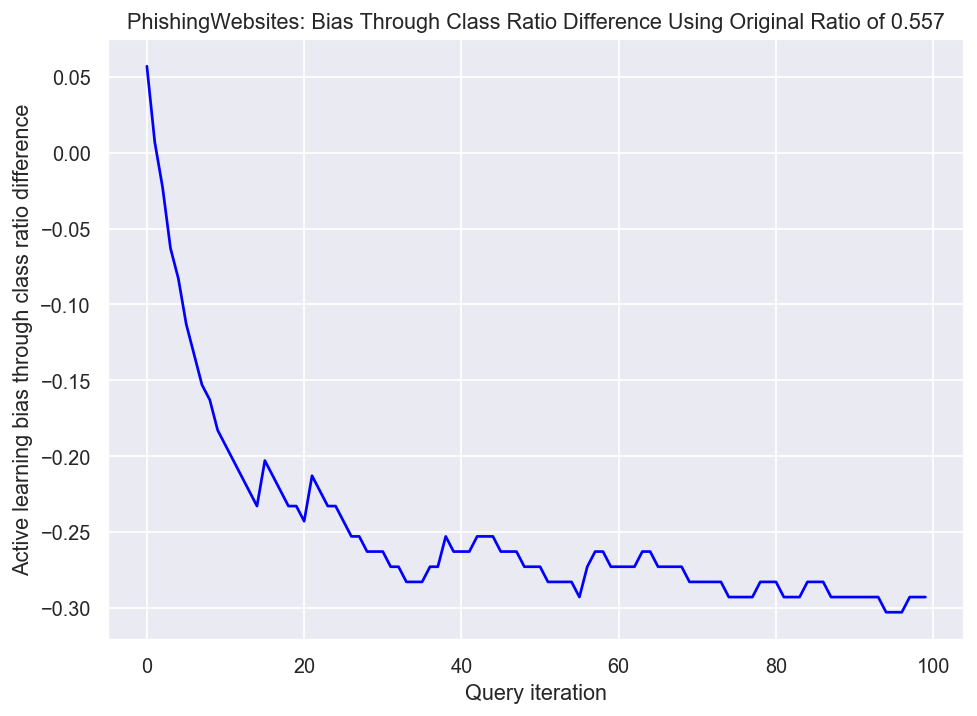 PhishingWebsites: Bias Through Class Ratio Difference Using Original Ratio of 0.557
Active learning bias through class ratio difference
0.05
0.00
−0.05
−0.10
−0.15
−0.20
−0.25
−0.30
0 20 40 60 80 100
Query iteration